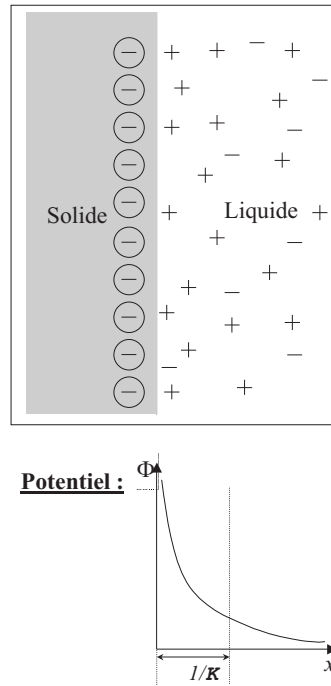 Solide
Liquide
Potentiel :
Φ
x
1/κ